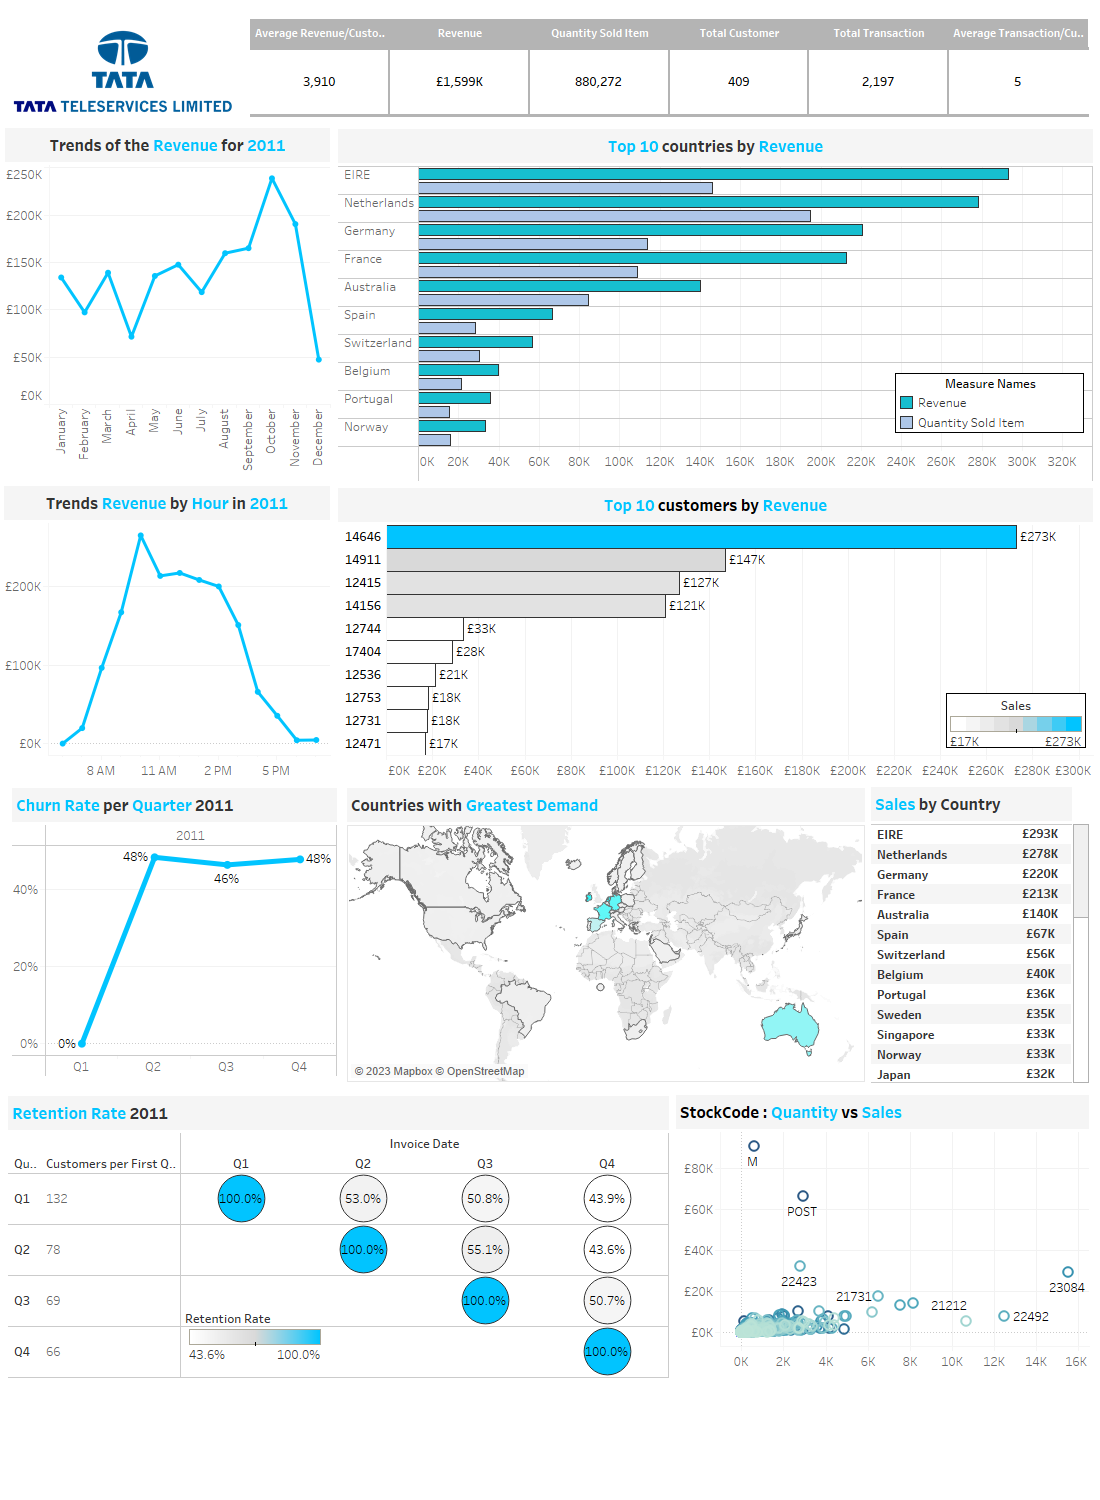 TATA
TATA TELESERVICES LIMITED
Average Revenue/Custo.. Revenue Quantity Sold Item Total Customer Total Transaction Average Transaction/Cu..
3,910 £1,599K 880,272 409 2,197 5
Trends of the Revenue for 2011
£250K
£200K
£150K
£100K
£50K
£0K
January February March April May June July August September October November December
Top 10 countries by Revenue
EIRE
Netherlands
Germany
France
Australia
Spain
Switzerland
Belgium
Portugal
Norway
Measure Names
Revenue
Quantity Sold Item
0K 20K 40K 60K 80K 100K 120K 140K 160K 180K 200K 220K 240K 260K 280K 300K 320K
Trends Revenue by Hour in 2011
£200K
£100K
£0K
8 AM 11 AM 2 PM 5 PM
Top 10 customers by Revenue
14646 £273K
14911 £147K
12415 £127K
14156 £121K
12744 £33K
17404 £28K
12536 £21K
12753 £18K
12731 £18K
12471 £17K
Sales
£17K £273K
£0K £20K £40K £60K £80K £100K £120K £140K £160K £180K £200K £220K £240K £260K £280K £300K
Churn Rate per Quarter 2011
2011
48% 48%
46%
40%
20%
0% 0%
Q1 Q2 Q3 Q4
Countries with Greatest Demand
© 2023 Mapbox © OpenStreetMap
Sales by Country
EIRE £293K
Netherlands £278K
Germany £220K
France £213K
Australia £140K
Spain £67K
Switzerland £56K
Belgium £40K
Portugal £36K
Sweden £35K
Singapore £33K
Norway £33K
Japan £32K
Retention Rate 2011
Invoice Date
Qu.. Customers per First Q.. Q1 Q2 Q3 Q4
Q1 132 100.0% 53.0% 50.8% 43.9%
Q2 78 100.0% 55.1% 43.6%
Q3 69 100.0% 50.7%
Q4 66 100.0%
Retention Rate
43.6% 100.0%
StockCode : Quantity vs Sales
£80K
£60K
£40K
£20K
£0K
M
POST
22423
21731
21212
23084
22492
0K 2K 4K 6K 8K 10K 12K 14K 16K